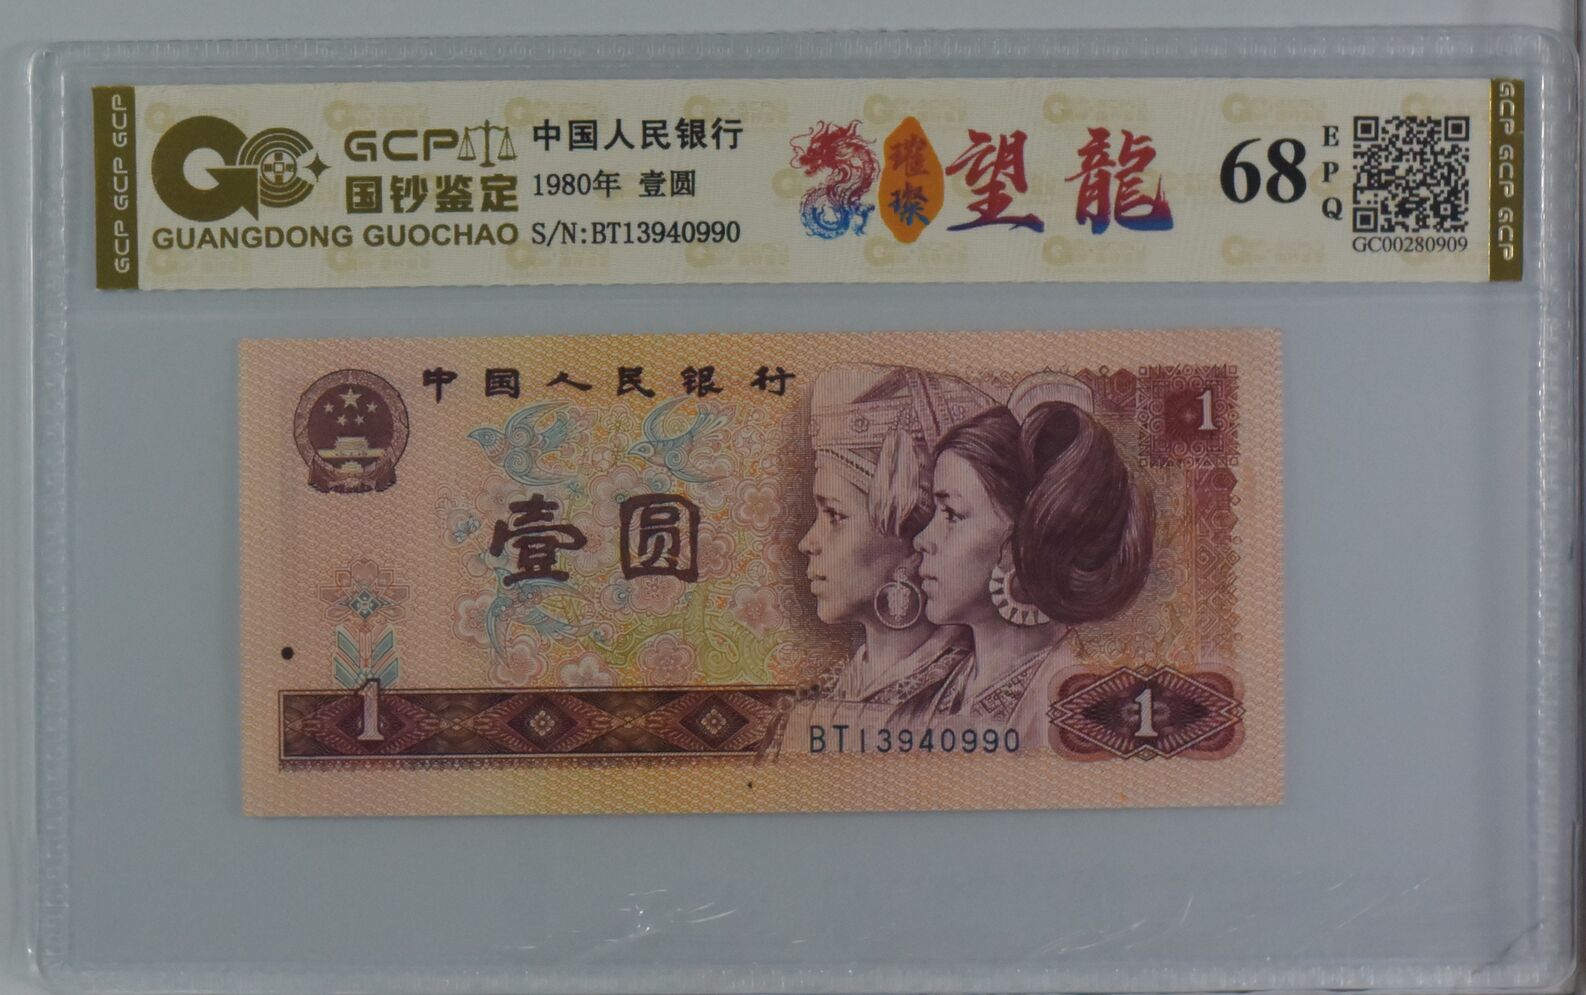 GCP GCP GCP
GCP
国钞鉴定
GUANGDONG GUOCHAO
中国人民银行
1980年 壹圆
S/N:BT13940990
璀璨
望龍
68
EPQ
GC00280909
GCP GCP GCP
中国人民银行
1
壹圆
1
BT13940990
1